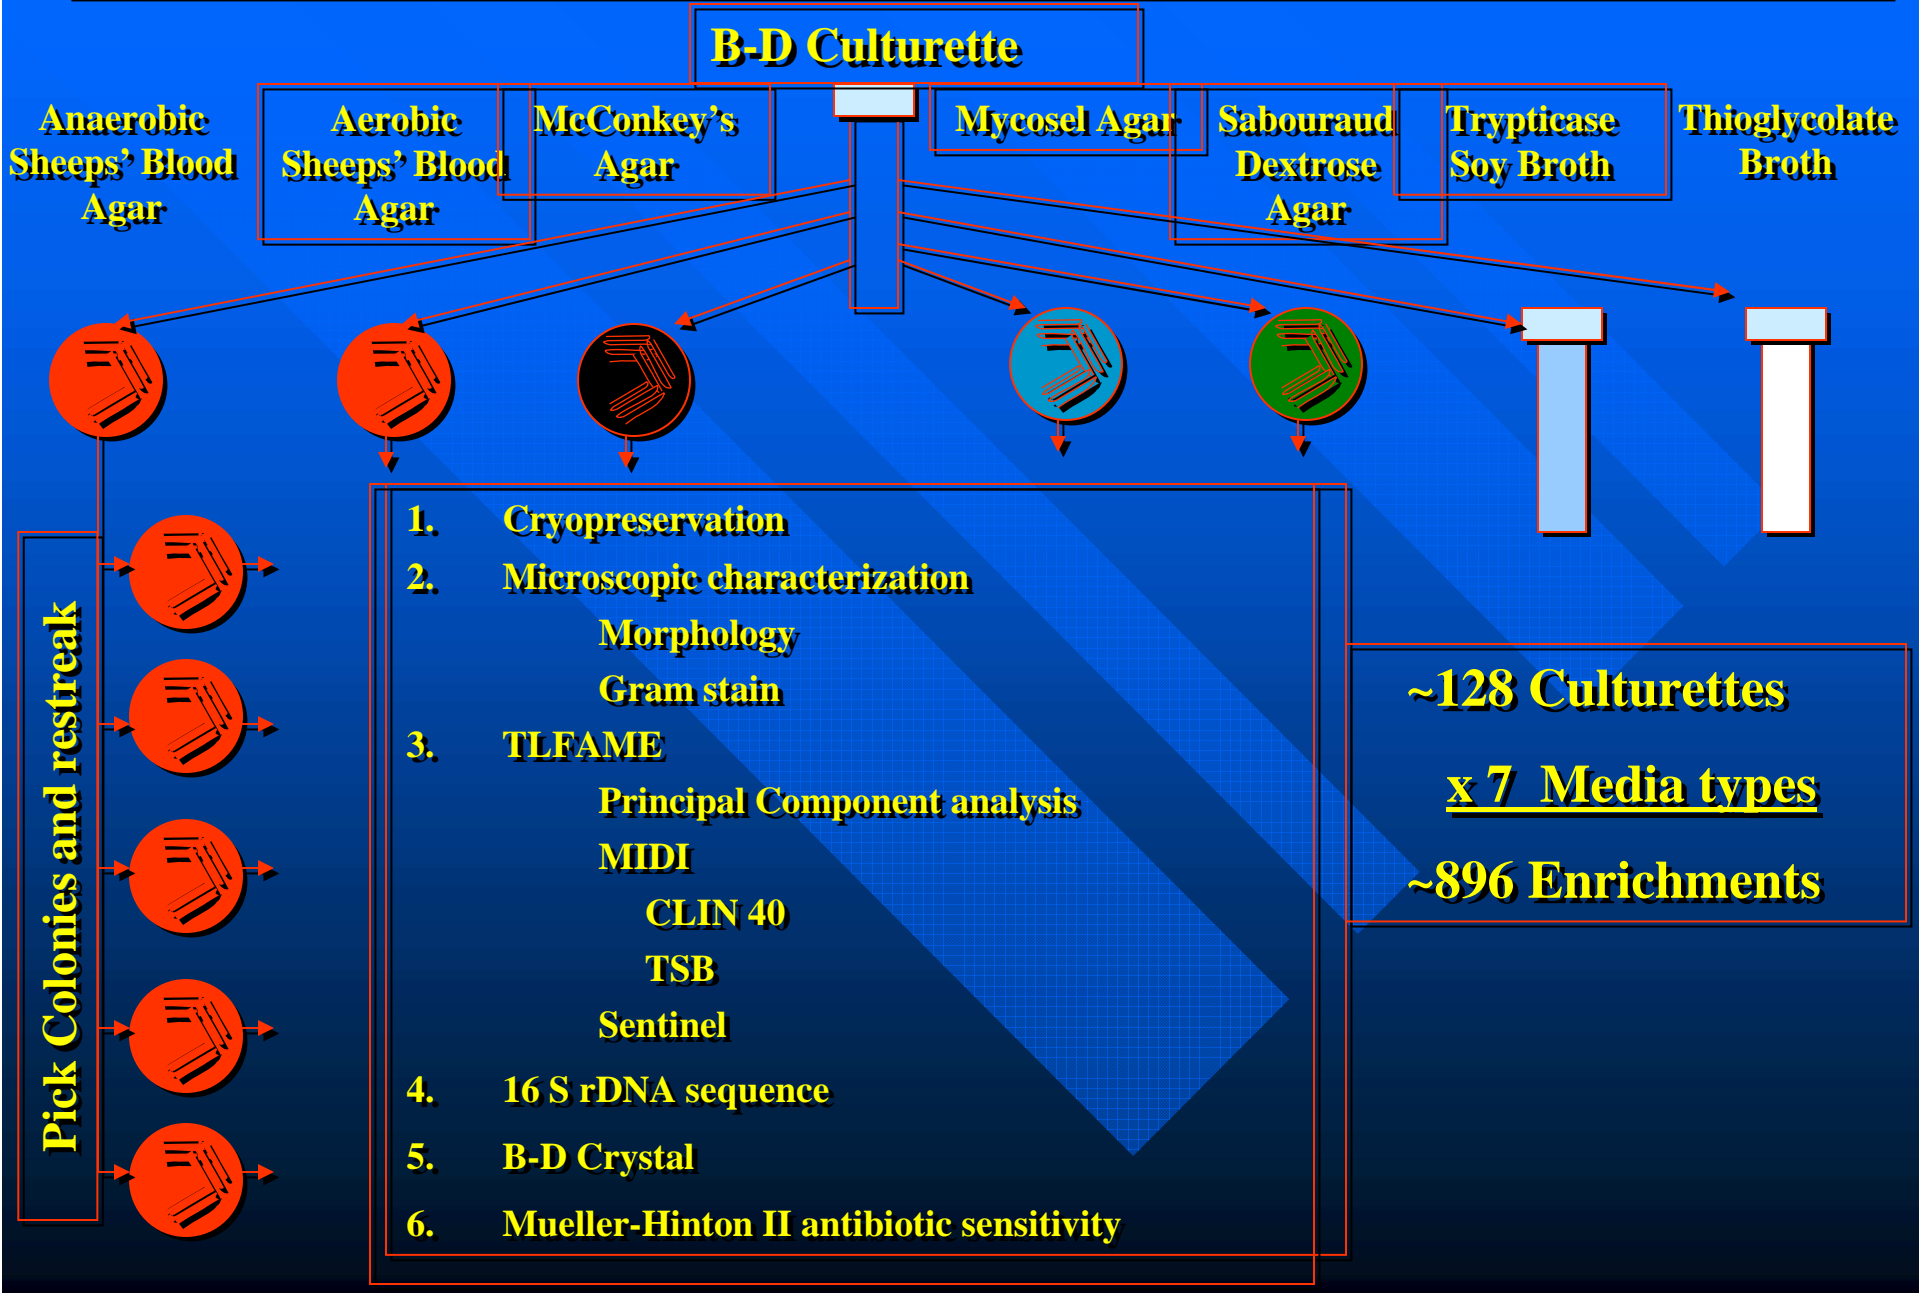 B-D Culturette
Anaerobic
Sheeps' Blood
Agar
Aerobic
Sheeps' Blood
Agar
McConkey's
Agar
Mycosel Agar
Sabouraud
Dextrose
Agar
Trypticase
Soy Broth
Thioglycolate
Broth
Pick Colonies and restreak
1. Cryopreservation
2. Microscopic characterization
Morphology
Gram stain
3. TLFAME
Principal Component analysis
MIDI
CLIN 40
TSB
Sentinel
4. 16 S rDNA sequence
5. B-D Crystal
6. Mueller-Hinton II antibiotic sensitivity
~128 Culturettes
x 7 Media types
~896 Enrichments